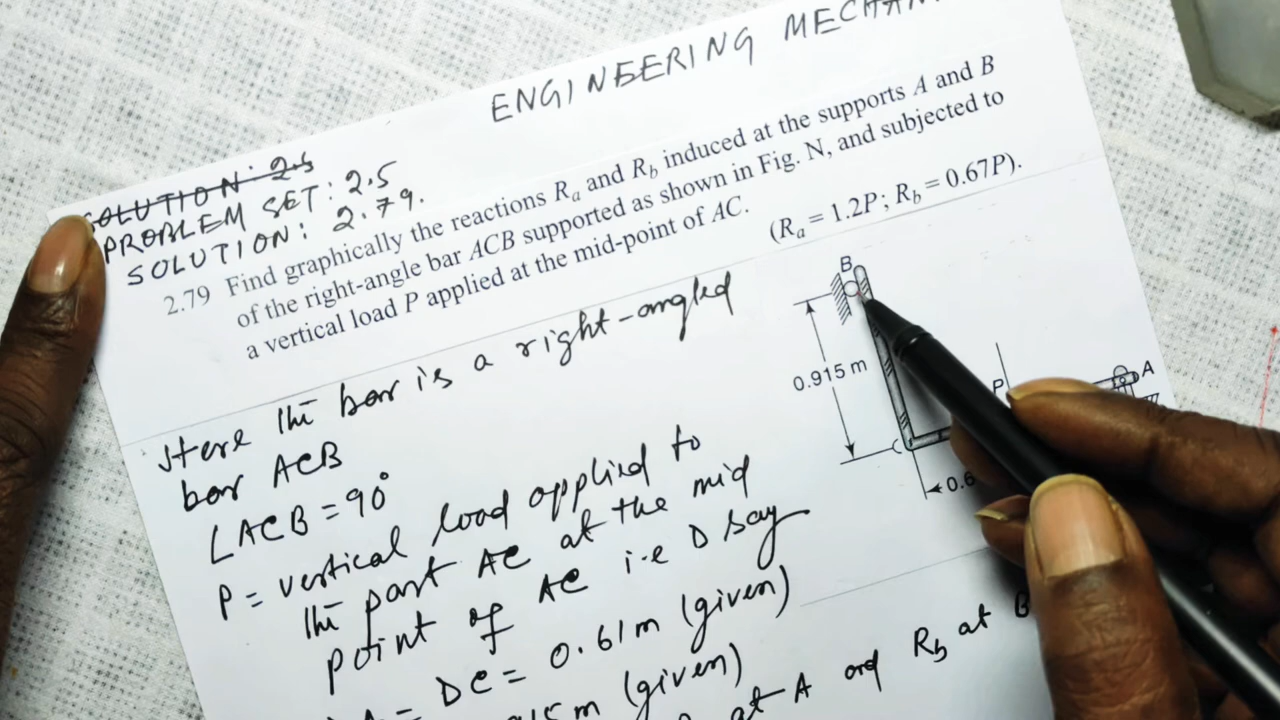 ENGINEERING MECHAN
SOLUTION: 2.5
PROBLEM SET: 2.5
SOLUTION: 2.79.
2.79 Find graphically the reactions Ra and Rb induced at the supports A and B
of the right-angle bar ACB supported as shown in Fig. N, and subjected to
a vertical load P applied at the mid-point of AC.
(Ra = 1.2P; Rb = 0.67P).
B
0.915 m
P
A
C
0.6
Here the bar is a right-angled
bar ACB
∠ACB = 90°
P = vertical load applied to
the part AC at the mid
point of AC i.e D say
DC = 0.61m (given)
15m (given)
at A and Rb at B